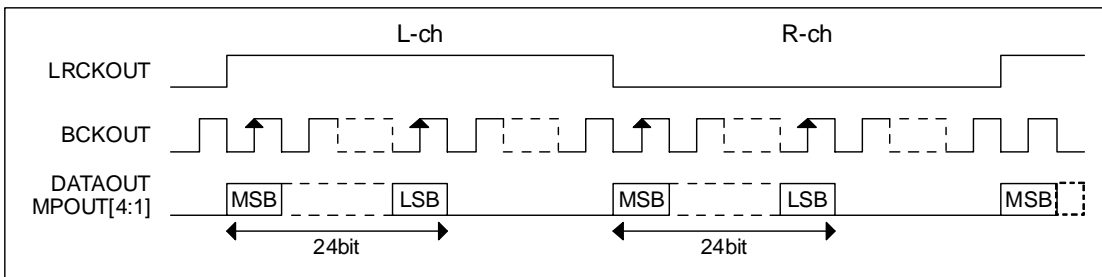 L-ch R-ch
LRCKOUT
BCKOUT
DATAOUT
MPOUT[4:1]
MSB LSB MSB LSB MSB
24bit 24bit